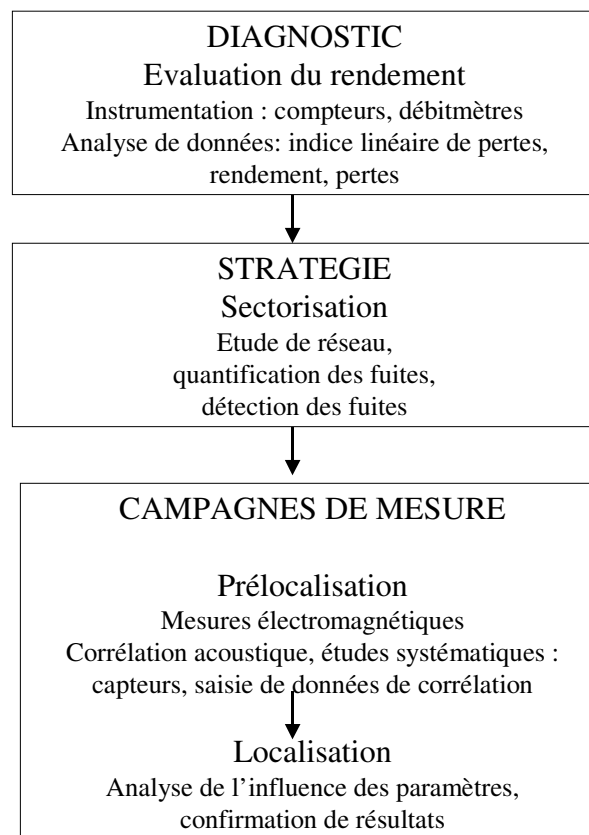 DIAGNOSTIC
Evaluation du rendement
Instrumentation : compteurs, débitmètres
Analyse de données: indice linéaire de pertes,
rendement, pertes
STRATEGIE
Sectorisation
Etude de réseau,
quantification des fuites,
détection des fuites
CAMPAGNES DE MESURE
Prélocalisation
Mesures électromagnétiques
Corrélation acoustique, études systématiques :
capteurs, saisie de données de corrélation
Localisation
Analyse de l’influence des paramètres,
confirmation de résultats